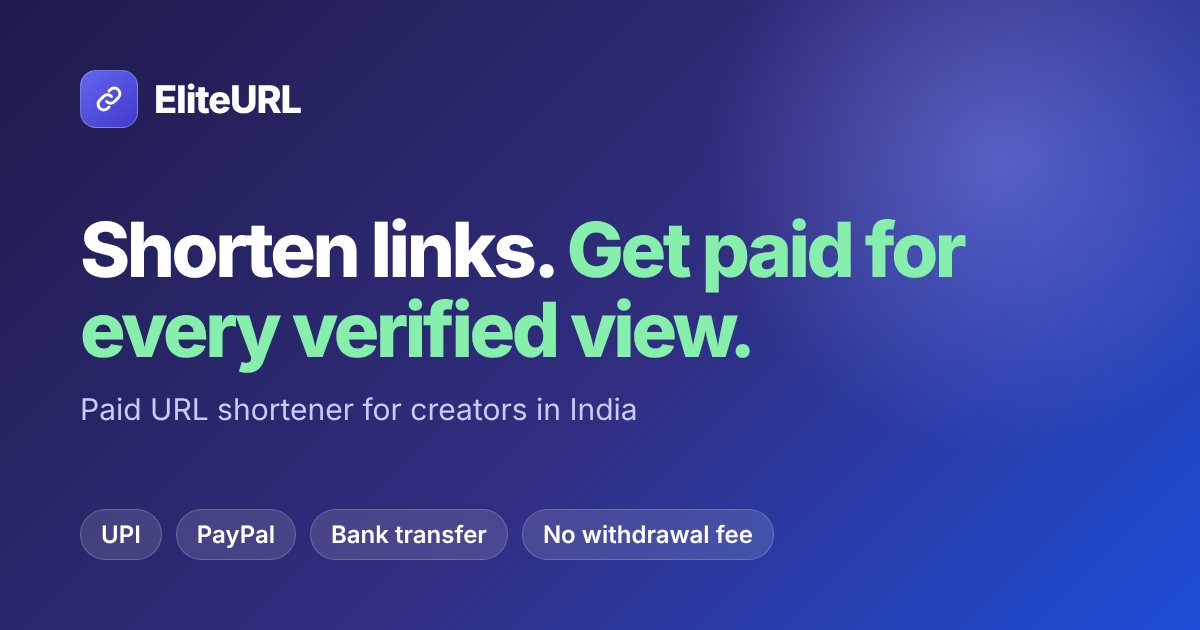 EliteURL
Shorten links. Get paid for
every verified view.
Paid URL shortener for creators in India
UPI
PayPal
Bank transfer
No withdrawal fee